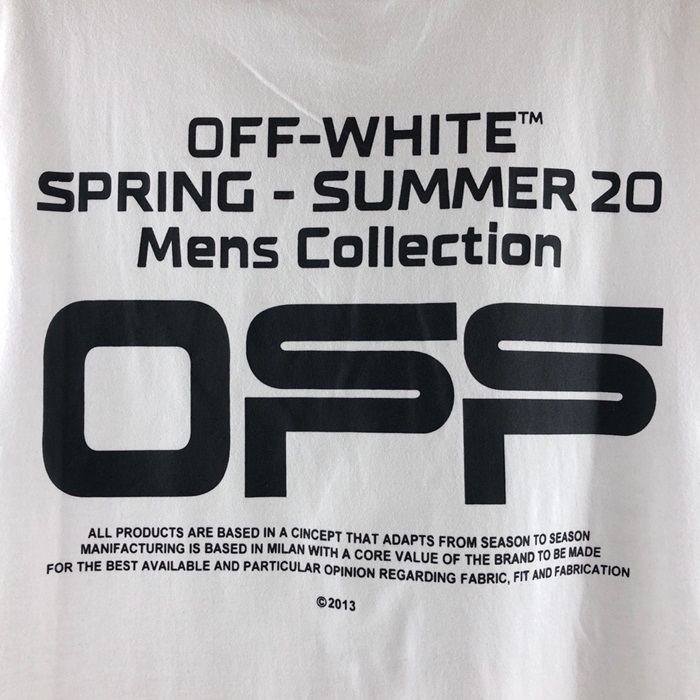 OFF-WHITE™
SPRING - SUMMER 20
Mens Collection
OFF
ALL PRODUCTS ARE BASED IN A CINCEPT THAT ADAPTS FROM SEASON TO SEASON
MANIFACTURING IS BASED IN MILAN WITH A CORE VALUE OF THE BRAND TO BE MADE
FOR THE BEST AVAILABLE AND PARTICULAR OPINION REGARDING FABRIC, FIT AND FABRICATION
©2013